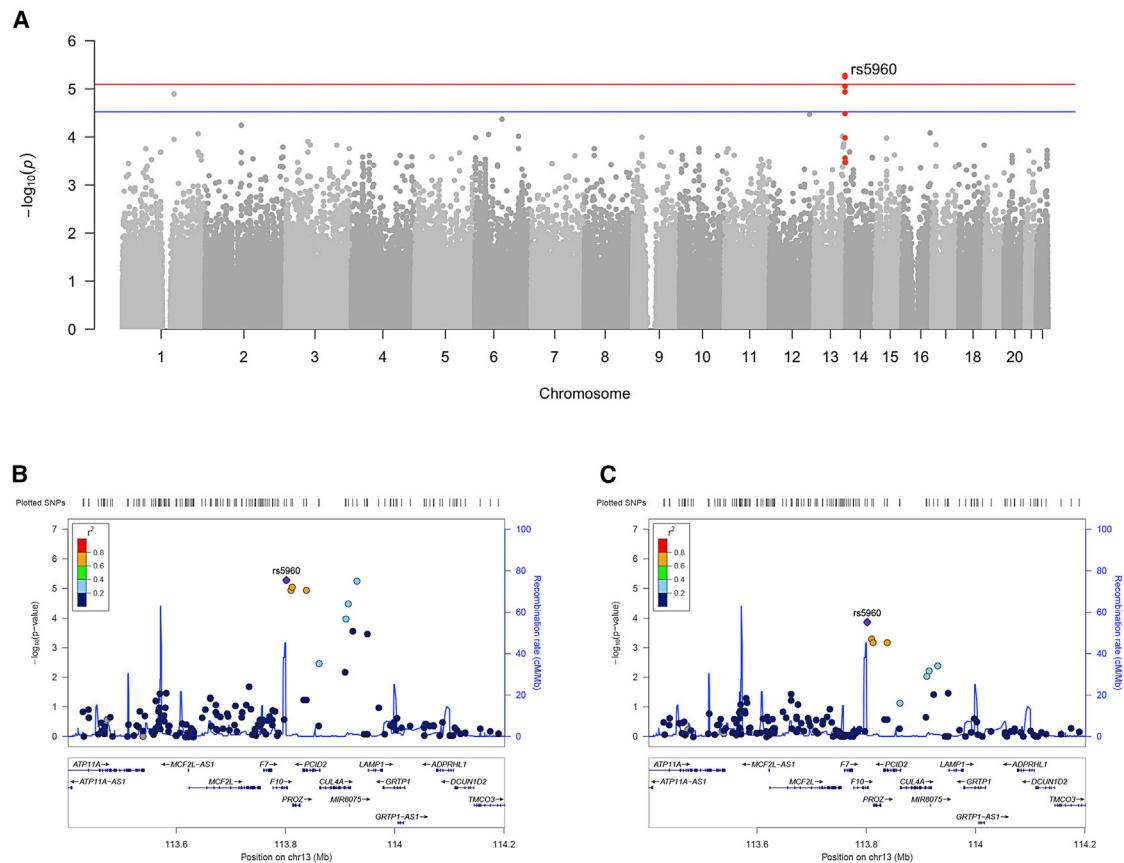 A
6
5
4
3
2
1
0
−log10(p)
rs5960
1 2 3 4 5 6 7 8 9 10 11 12 13 14 15 16 18 20
Chromosome
B
Plotted SNPs
r2
0.8
0.6
0.4
0.2
rs5960
7
6
5
4
3
2
1
0
−log10(p−value)
100
80
60
40
20
0
Recombination rate (cM/Mb)
ATP11A→ ←MCF2L−AS1 F7→ ←PCID2 LAMP1→ ←ADPRHL1
←ATP11A−AS1 MCF2L→ F10→ CUL4A→ ←GRTP1 ←DCUN1D2
PROZ→ MIR8075→ TMCO3→
GRTP1−AS1→
113.6 113.8 114 114.2
Position on chr13 (Mb)
C
Plotted SNPs
r2
0.8
0.6
0.4
0.2
rs5960
7
6
5
4
3
2
1
0
−log10(p−value)
100
80
60
40
20
0
Recombination rate (cM/Mb)
ATP11A→ ←MCF2L−AS1 F7→ ←PCID2 LAMP1→ ←ADPRHL1
←ATP11A−AS1 MCF2L→ F10→ CUL4A→ ←GRTP1 ←DCUN1D2
PROZ→ MIR8075→ TMCO3→
GRTP1−AS1→
113.6 113.8 114 114.2
Position on chr13 (Mb)